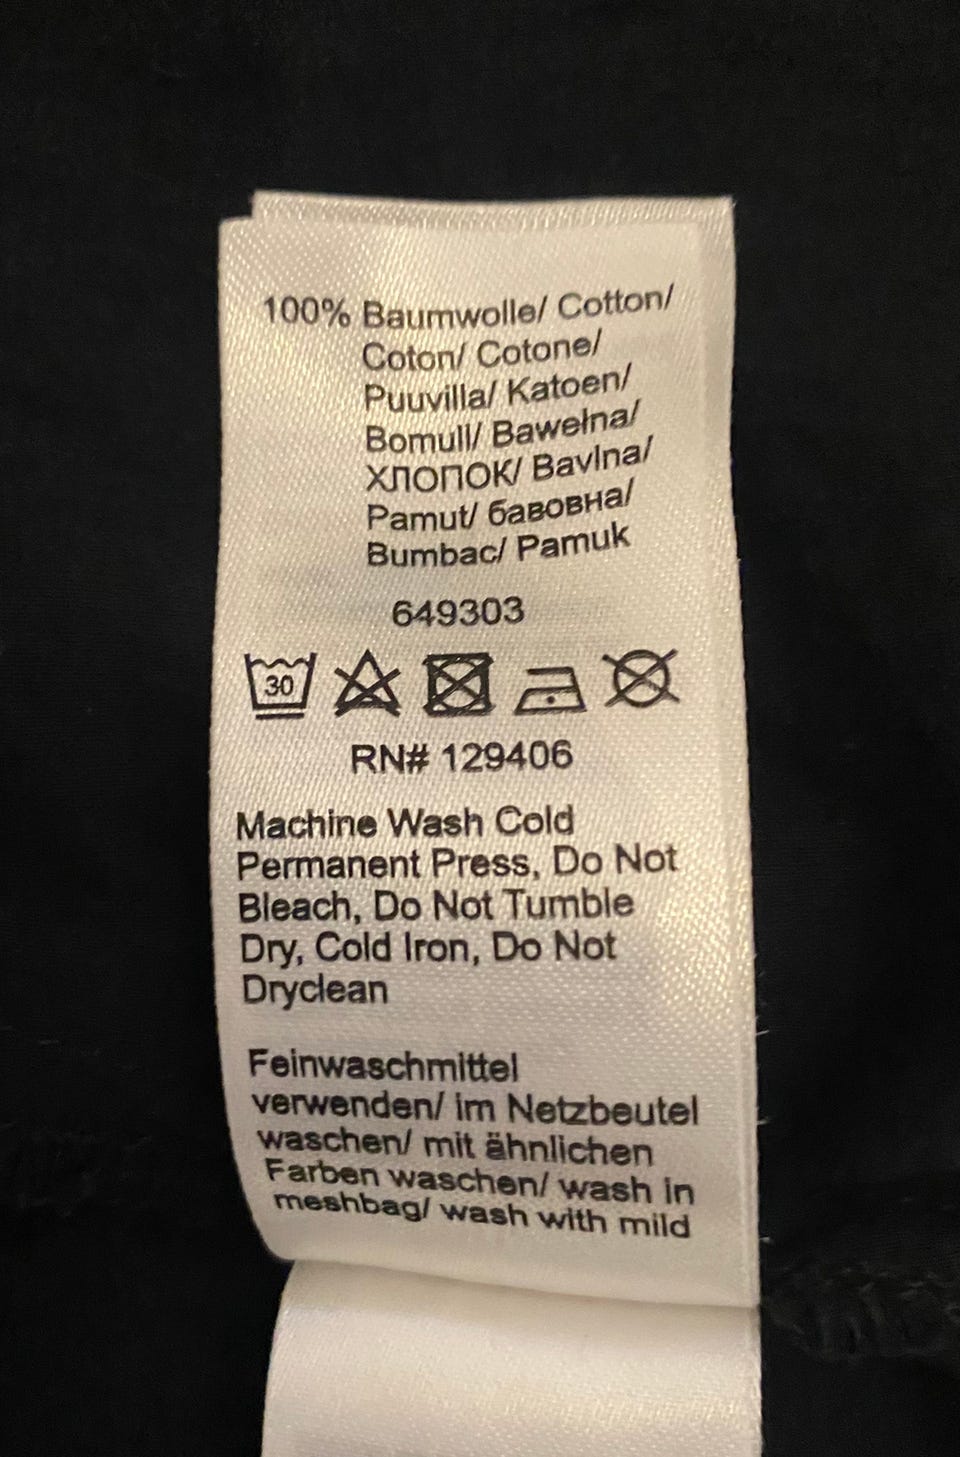 100% Baumwolle/ Cotton/
Coton/ Cotone/
Puuvilla/ Katoen/
Bomull/ Bawełna/
ХЛОПОК/ Bavlna/
Pamut/ бавовна/
Bumbac/ Pamuk
649303
30
RN# 129406
Machine Wash Cold
Permanent Press, Do Not
Bleach, Do Not Tumble
Dry, Cold Iron, Do Not
Dryclean
Feinwaschmittel
verwenden/ im Netzbeutel
waschen/ mit ähnlichen
Farben waschen/ wash in
meshbag/ wash with mild